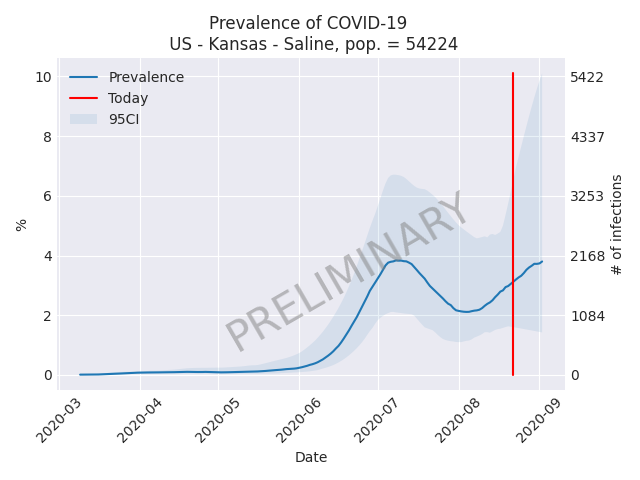 Prevalence of COVID-19
US - Kansas - Saline, pop. = 54224
Prevalence
Today
95CI
PRELIMINARY
10
8
6
4
2
0
%
5422
4337
3253
2168
1084
0
# of infections
2020-03
2020-04
2020-05
2020-06
2020-07
2020-08
2020-09
Date